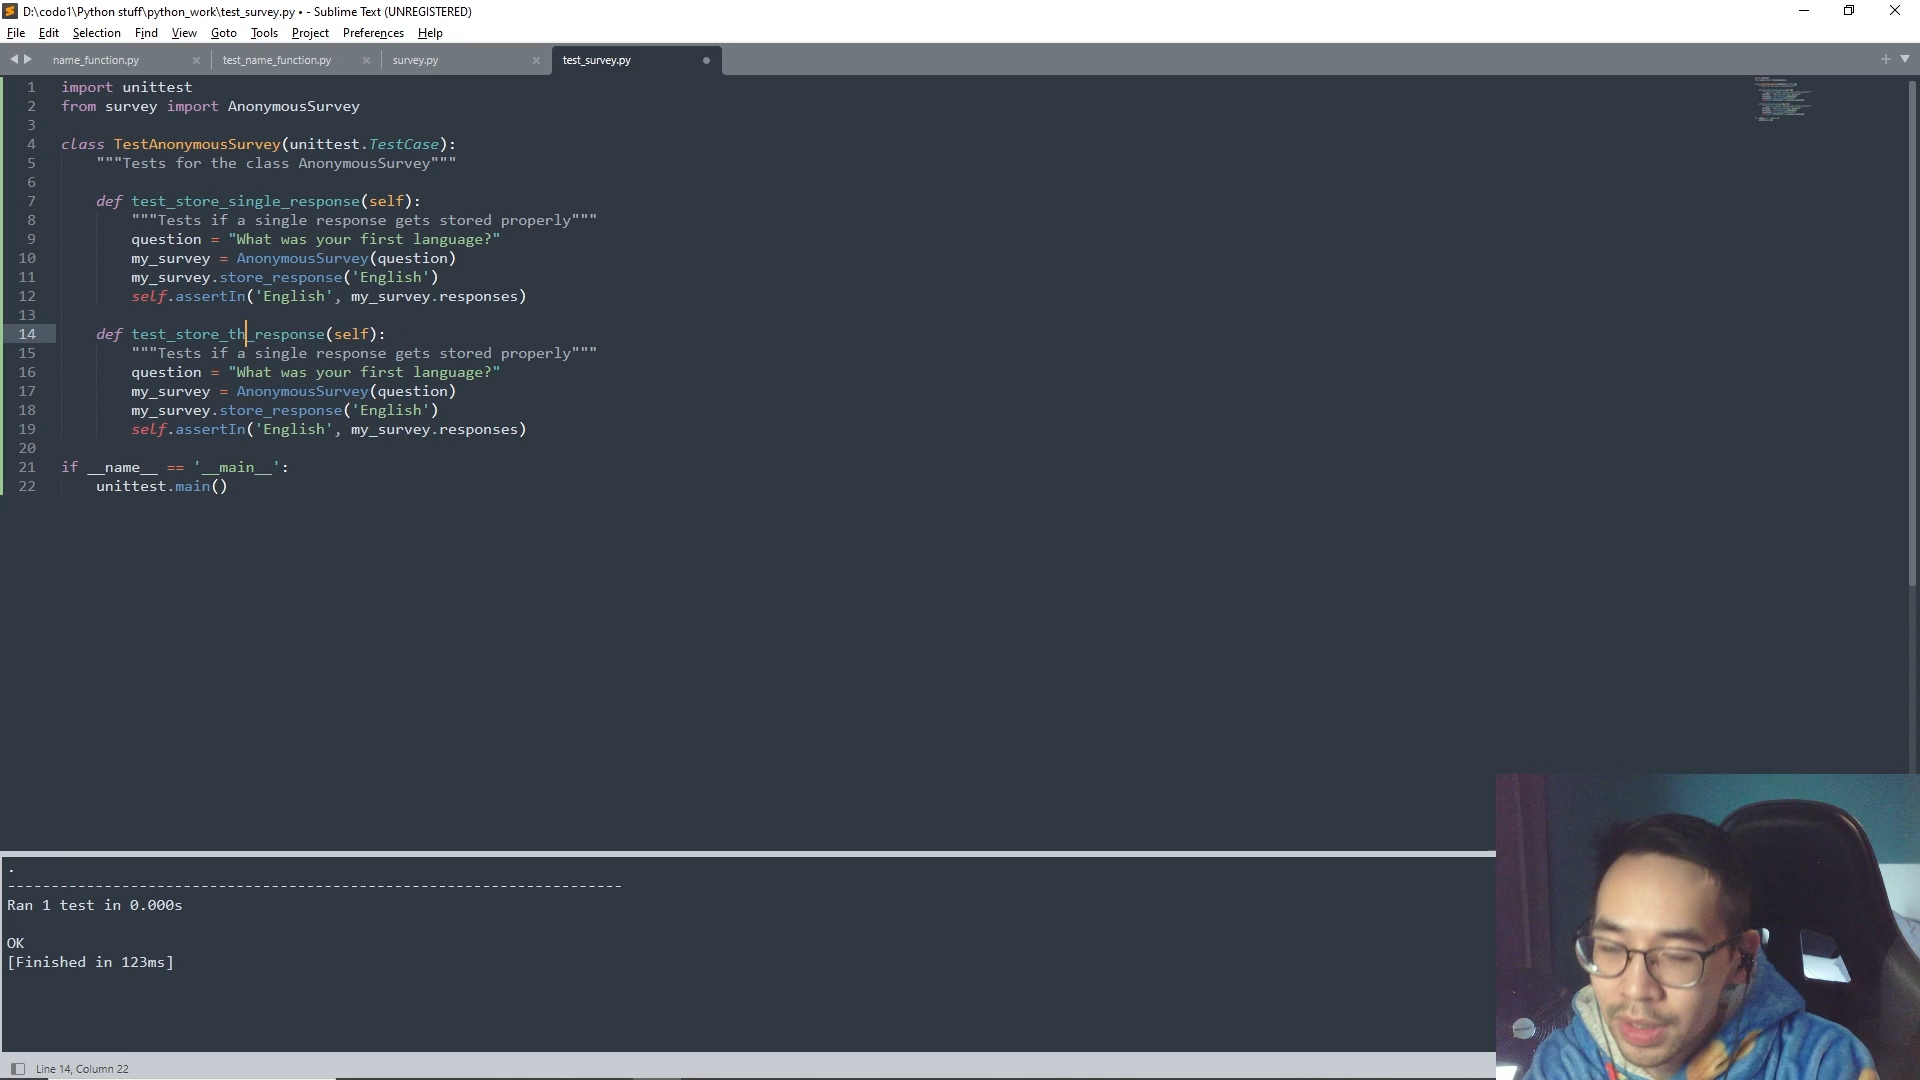 D:\codo1\Python stuff\python_work\test_survey.py • - Sublime Text (UNREGISTERED)
File Edit Selection Find View Goto Tools Project Preferences Help
name_function.py test_name_function.py survey.py test_survey.py
1 import unittest
2 from survey import AnonymousSurvey
3
4 class TestAnonymousSurvey(unittest.TestCase):
5 """Tests for the class AnonymousSurvey"""
6
7 def test_store_single_response(self):
8 """Tests if a single response gets stored properly"""
9 question = "What was your first language?"
10 my_survey = AnonymousSurvey(question)
11 my_survey.store_response('English')
12 self.assertIn('English', my_survey.responses)
13
14 def test_store_th_response(self):
15 """Tests if a single response gets stored properly"""
16 question = "What was your first language?"
17 my_survey = AnonymousSurvey(question)
18 my_survey.store_response('English')
19 self.assertIn('English', my_survey.responses)
20
21 if __name__ == '__main__':
22 unittest.main()
.
----------------------------------------------------------------------
Ran 1 test in 0.000s
OK
[Finished in 123ms]
Line 14, Column 22